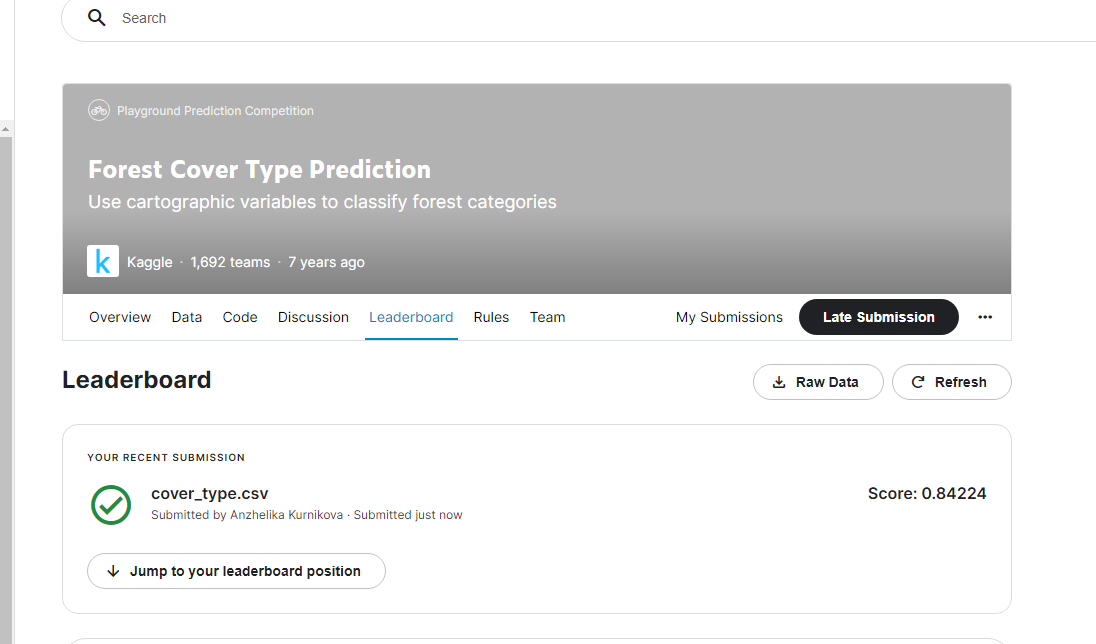 Search
Playground Prediction Competition
Forest Cover Type Prediction
Use cartographic variables to classify forest categories
k Kaggle · 1,692 teams · 7 years ago
Overview Data Code Discussion Leaderboard Rules Team My Submissions Late Submission ···
Leaderboard Raw Data Refresh
YOUR RECENT SUBMISSION
cover_type.csv Score: 0.84224
Submitted by Anzhelika Kurnikova · Submitted just now
Jump to your leaderboard position